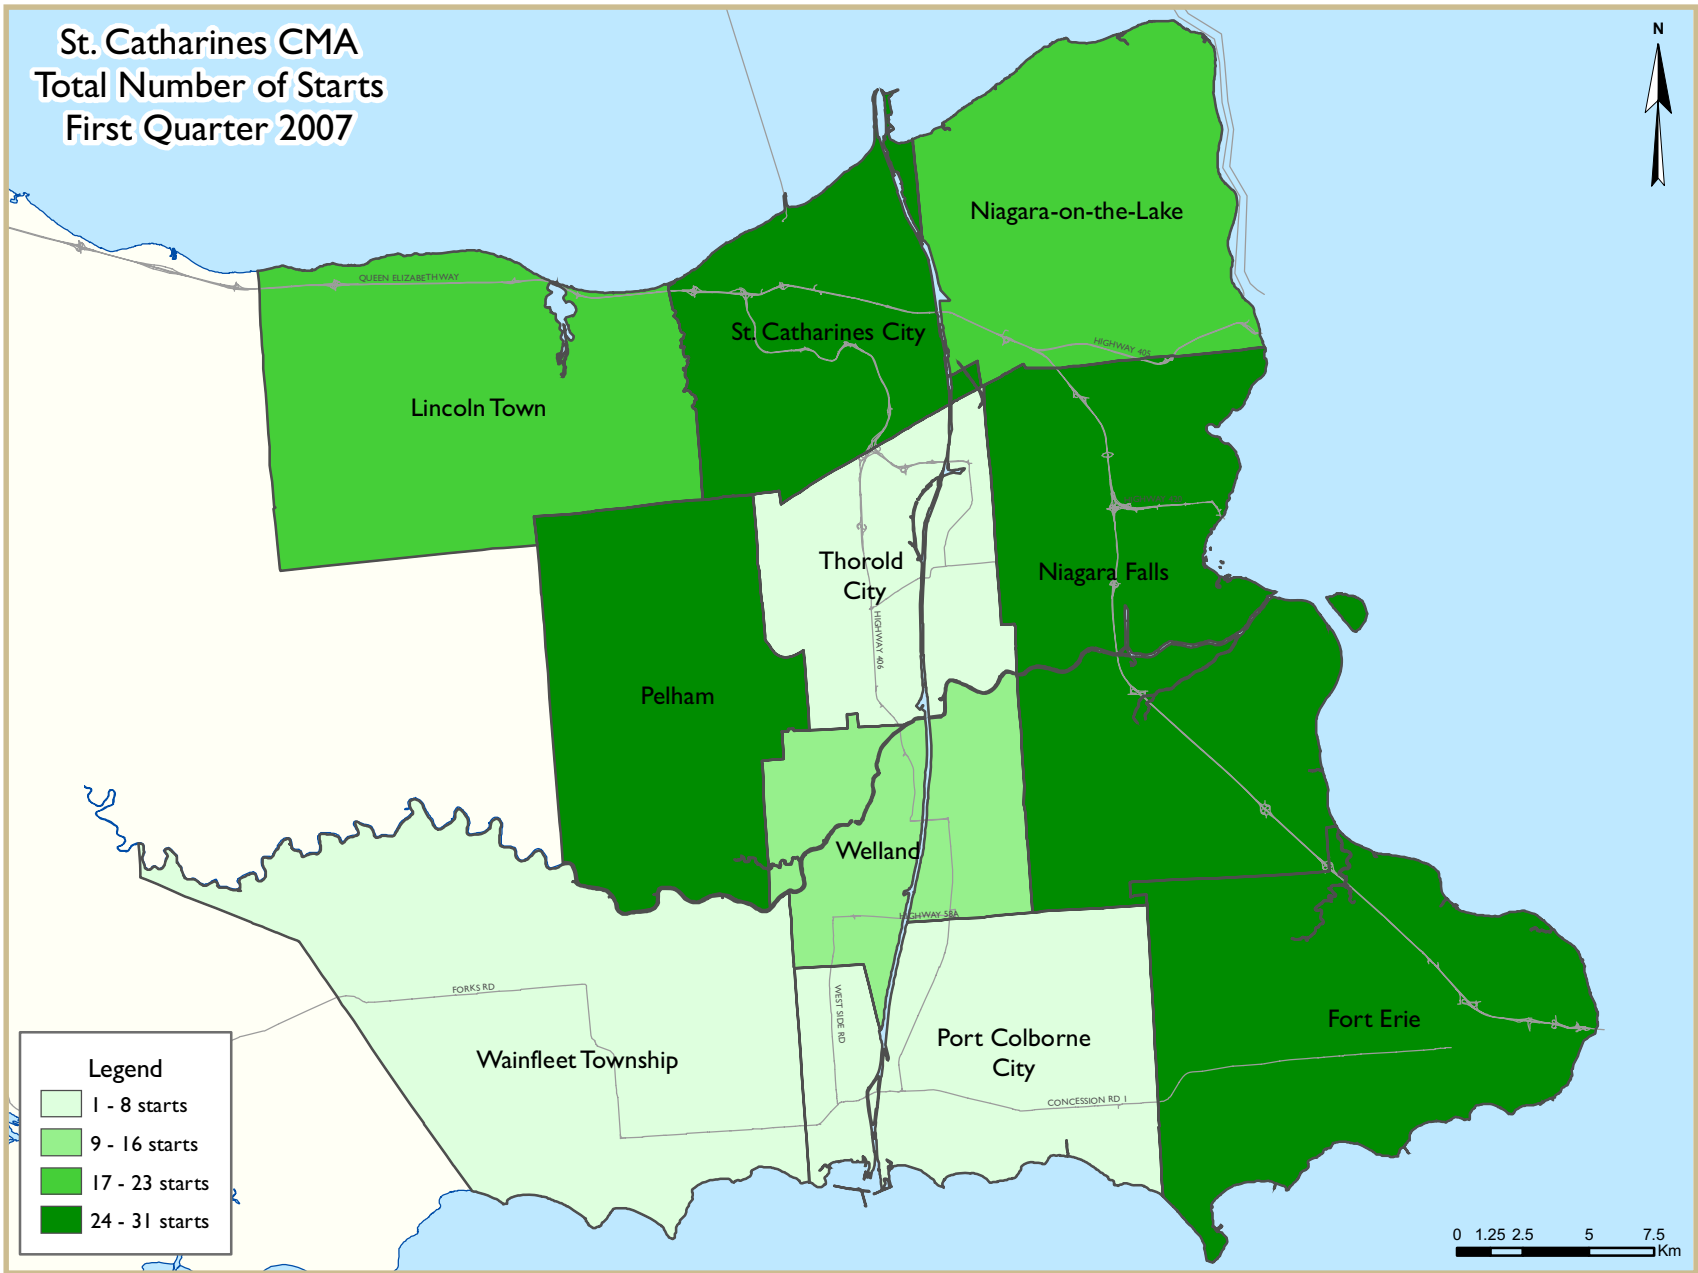 St. Catharines CMA
Total Number of Starts
First Quarter 2007
N
Niagara-on-the-Lake
QUEEN ELIZABETH WAY
St. Catharines City
HIGHWAY 405
Lincoln Town
Thorold
City
Niagara Falls
HIGHWAY 406
Pelham
Welland
HIGHWAY 58A
FORKS RD
WEST SIDE RD
Fort Erie
Port Colborne
City
Wainfleet Township
CONCESSION RD 1
Legend
1 - 8 starts
9 - 16 starts
17 - 23 starts
24 - 31 starts
0 1.25 2.5 5 7.5
Km